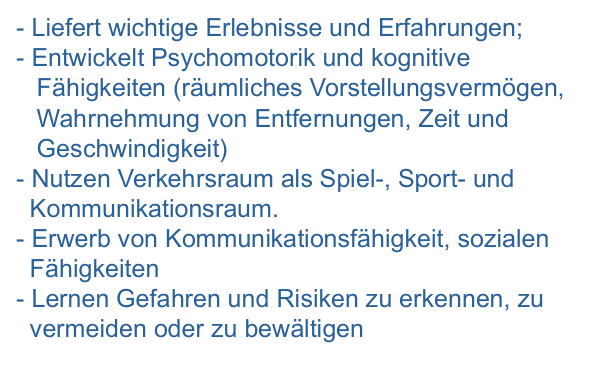 - Liefert wichtige Erlebnisse und Erfahrungen;
- Entwickelt Psychomotorik und kognitive
Fähigkeiten (räumliches Vorstellungsvermögen,
Wahrnehmung von Entfernungen, Zeit und
Geschwindigkeit)
- Nutzen Verkehrsraum als Spiel-, Sport- und
Kommunikationsraum.
- Erwerb von Kommunikationsfähigkeit, sozialen
Fähigkeiten
- Lernen Gefahren und Risiken zu erkennen, zu
vermeiden oder zu bewältigen